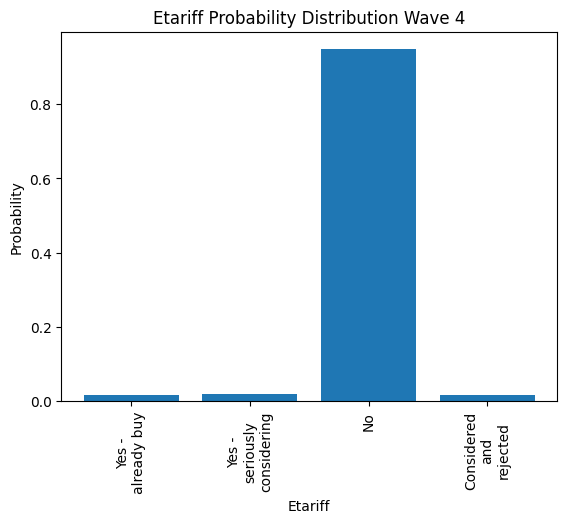 Etariff Probability Distribution Wave 4
Probability
0.8
0.6
0.4
0.2
0.0
Yes -
already buy
Yes -
seriously
considering
No
Considered
and
rejected
Etariff